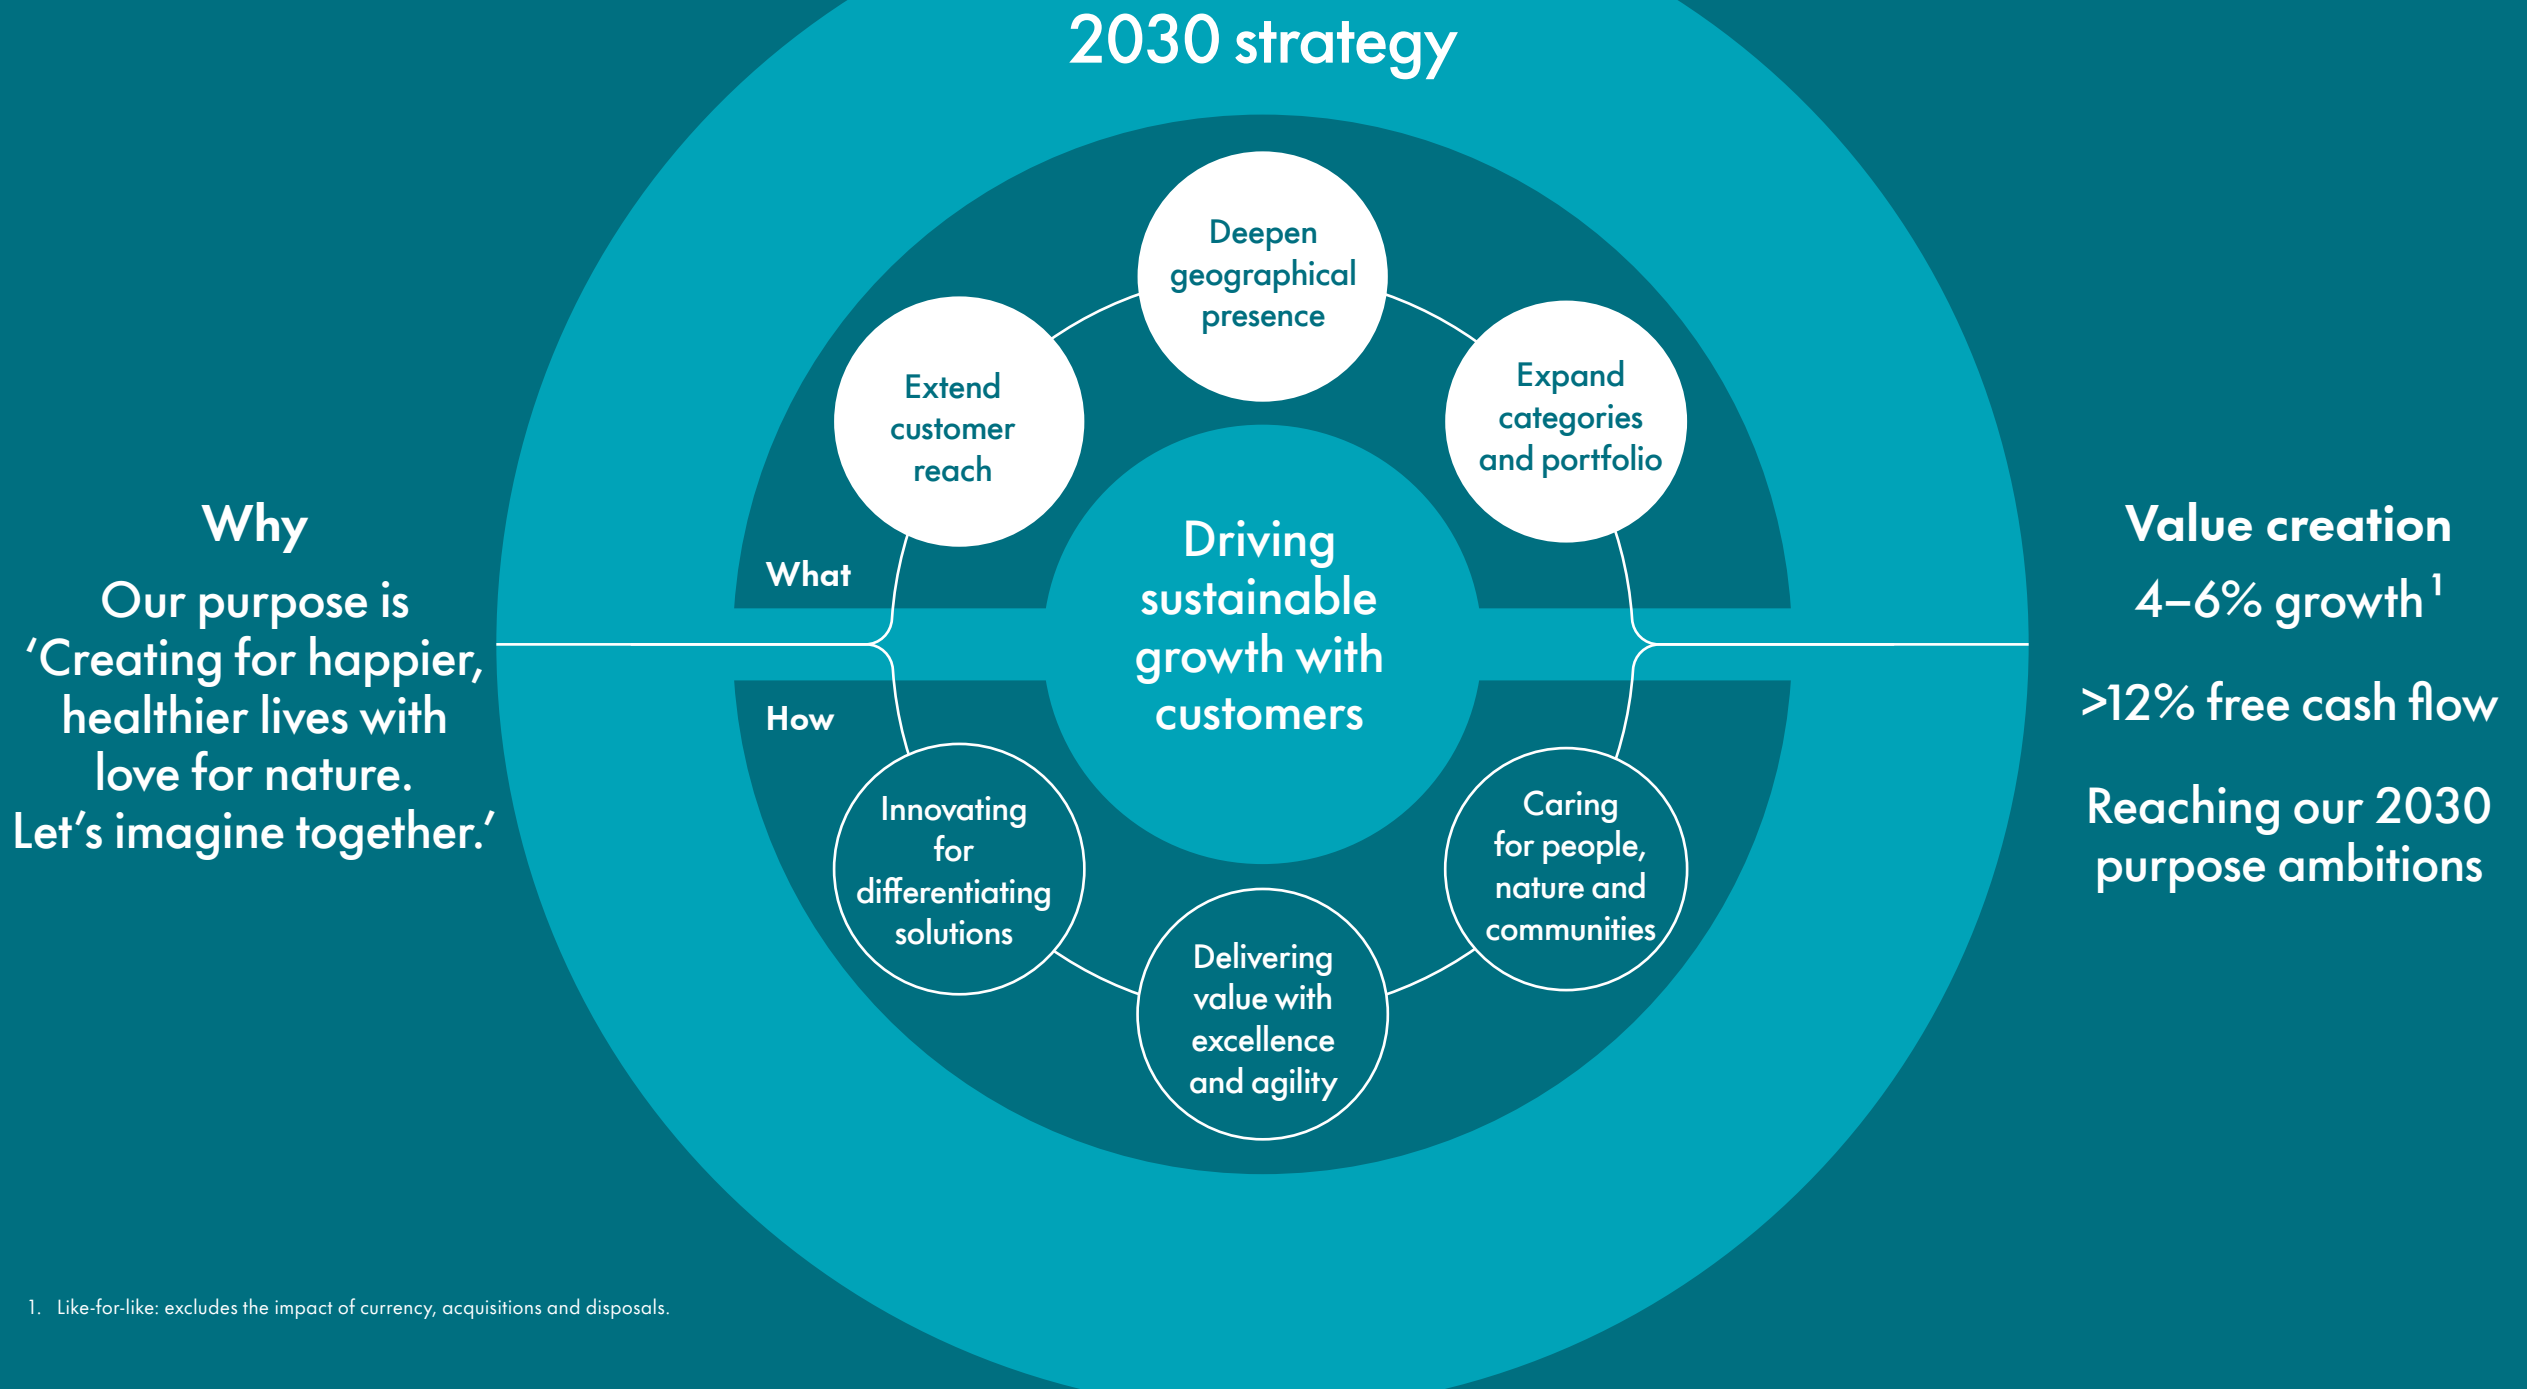 2030 strategy
Why
Our purpose is
‘Creating for happier,
healthier lives with
love for nature.
Let’s imagine together.’
What
Extend
customer
reach
Deepen
geographical
presence
Expand
categories
and portfolio
Driving
sustainable
growth with
customers
How
Innovating
for
differentiating
solutions
Delivering
value with
excellence
and agility
Caring
for people,
nature and
communities
Value creation
4–6% growth¹
>12% free cash flow
Reaching our 2030
purpose ambitions
1. Like-for-like: excludes the impact of currency, acquisitions and disposals.